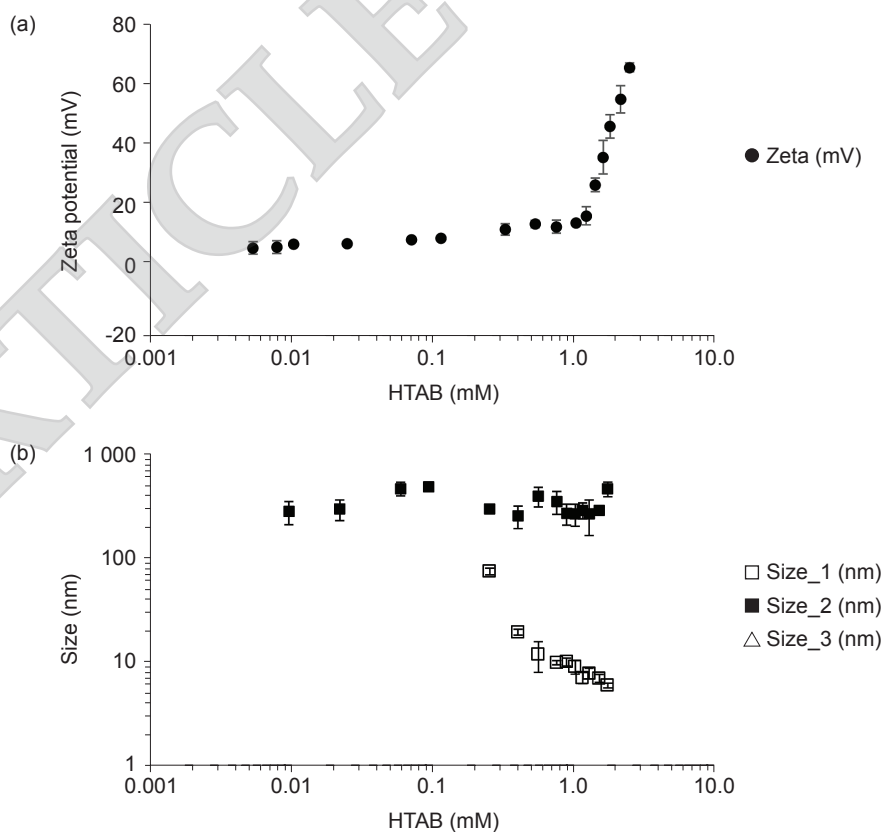 (a)
80
60
40
20
0
-20
Zeta potential (mV)
0.001
0.01
0.1
1.0
10.0
HTAB (mM)
Zeta (mV)
(b)
1 000
100
10
1
Size (nm)
0.001
0.01
0.1
1.0
10.0
HTAB (mM)
Size_1 (nm)
Size_2 (nm)
Size_3 (nm)